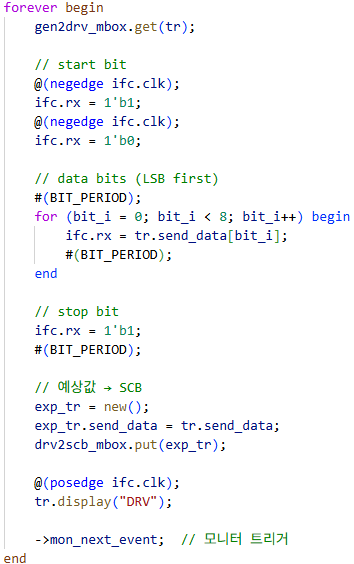 forever begin
gen2drv_mbox.get(tr);
// start bit
@(negedge ifc.clk);
ifc.rx = 1'b1;
@(negedge ifc.clk);
ifc.rx = 1'b0;
// data bits (LSB first)
#(BIT_PERIOD);
for (bit_i = 0; bit_i < 8; bit_i++) begin
ifc.rx = tr.send_data[bit_i];
#(BIT_PERIOD);
end
// stop bit
ifc.rx = 1'b1;
#(BIT_PERIOD);
// 예상값 → SCB
exp_tr = new();
exp_tr.send_data = tr.send_data;
drv2scb_mbox.put(exp_tr);
@(posedge ifc.clk);
tr.display("DRV");
->mon_next_event;  // 모니터 트리거
end